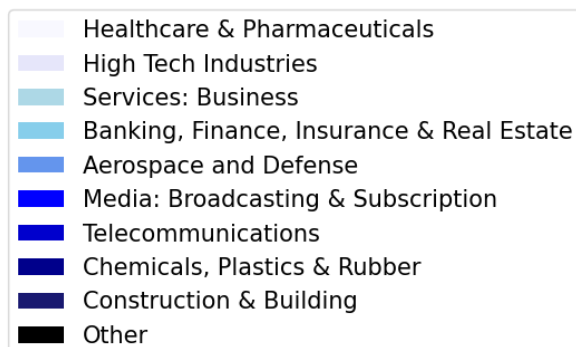 Healthcare & Pharmaceuticals
High Tech Industries
Services: Business
Banking, Finance, Insurance & Real Estate
Aerospace and Defense
Media: Broadcasting & Subscription
Telecommunications
Chemicals, Plastics & Rubber
Construction & Building
Other